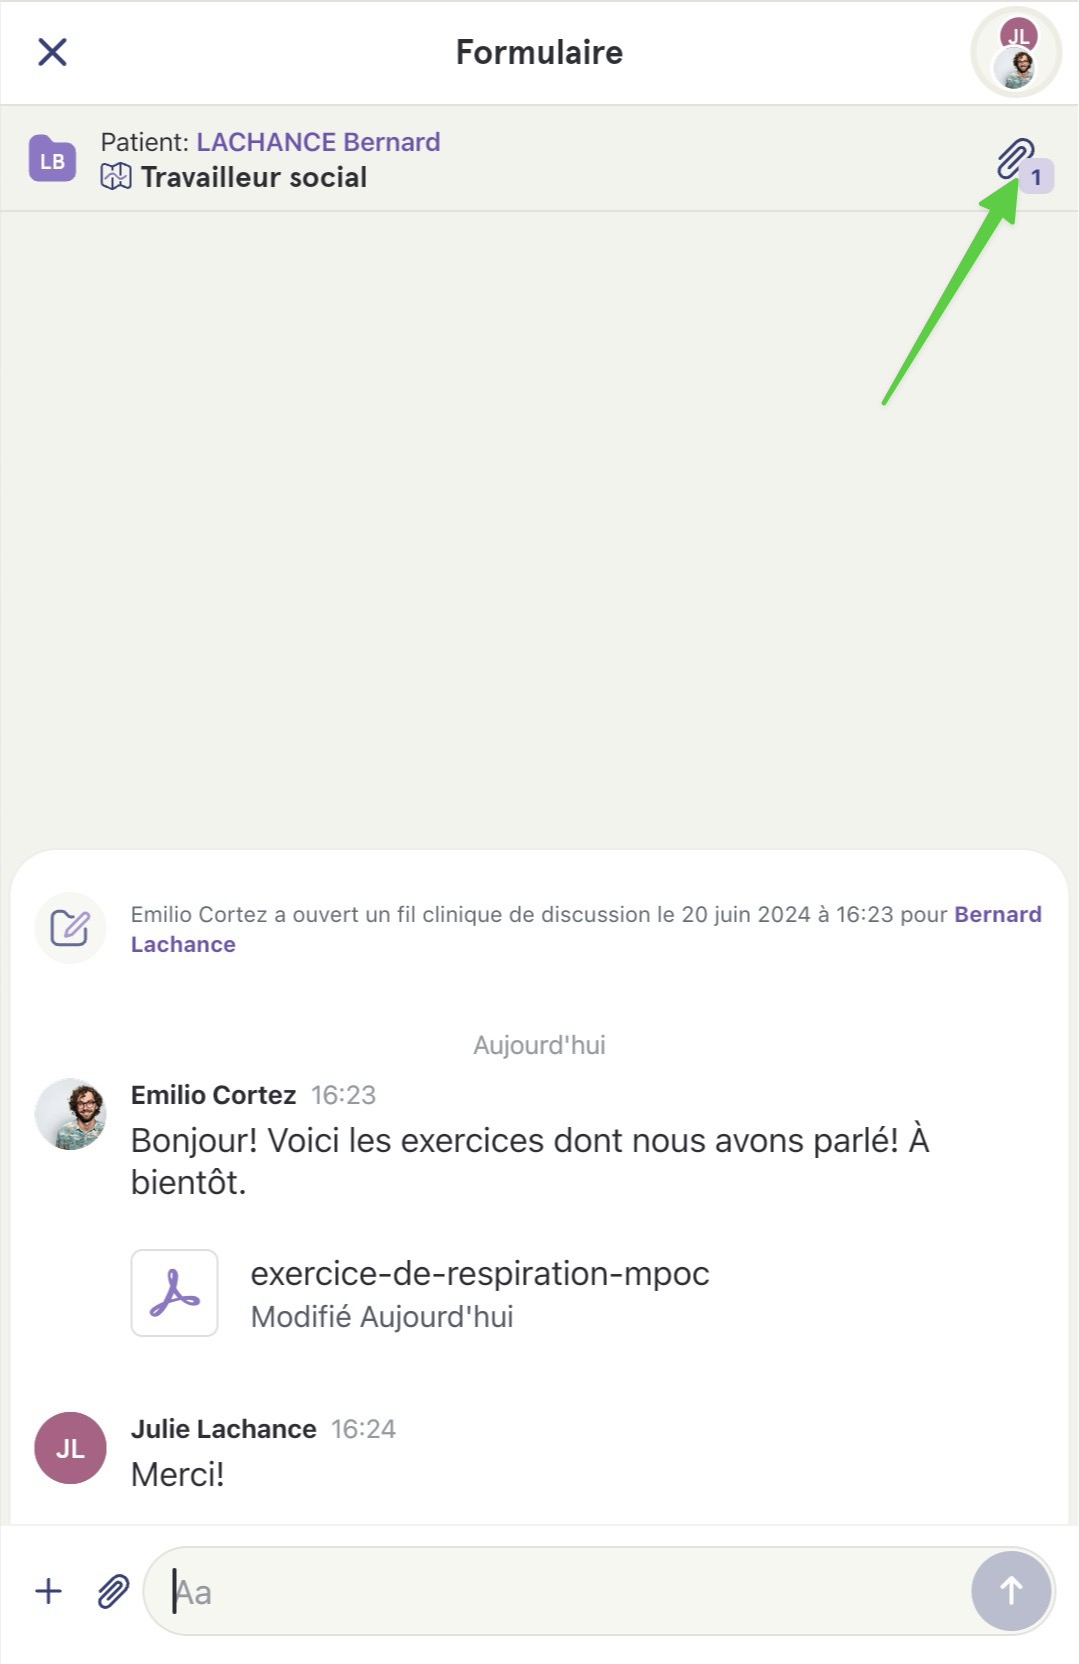 Formulaire
JL
LB
Patient: LACHANCE Bernard
Travailleur social
1
Emilio Cortez a ouvert un fil clinique de discussion le 20 juin 2024 à 16:23 pour Bernard
Lachance
Aujourd'hui
Emilio Cortez 16:23
Bonjour! Voici les exercices dont nous avons parlé! À
bientôt.
exercice-de-respiration-mpoc
Modifié Aujourd'hui
JL
Julie Lachance 16:24
Merci!
Aa